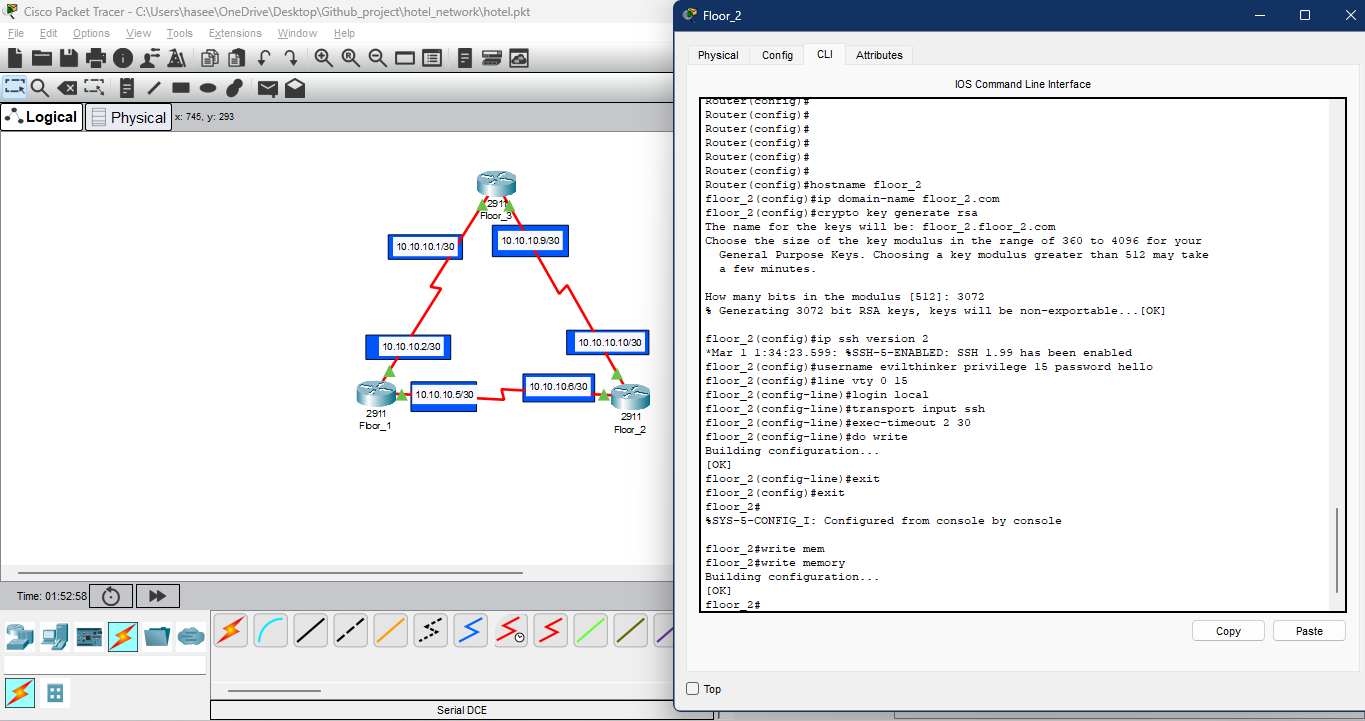 Cisco Packet Tracer - C:\Users\hasee\OneDrive\Desktop\Github_project\hotel_network\hotel.pkt
File Edit Options View Tools Extensions Window Help
Logical
Physical
x: 745, y: 293
2911
Floor_3
10.10.10.1/30
10.10.10.9/30
10.10.10.2/30
10.10.10.10/30
10.10.10.5/30
10.10.10.6/30
2911
Floor_1
2911
Floor_2
Time: 01:52:58
Serial DCE
Floor_2
Physical Config CLI Attributes
IOS Command Line Interface
Router(config)#
Router(config)#
Router(config)#
Router(config)#
Router(config)#
Router(config)#
Router(config)#hostname floor_2
floor_2(config)#ip domain-name floor_2.com
floor_2(config)#crypto key generate rsa
The name for the keys will be: floor_2.floor_2.com
Choose the size of the key modulus in the range of 360 to 4096 for your
General Purpose Keys. Choosing a key modulus greater than 512 may take
a few minutes.
How many bits in the modulus [512]: 3072
% Generating 3072 bit RSA keys, keys will be non-exportable...[OK]
floor_2(config)#ip ssh version 2
*Mar 1 1:34:23.599: %SSH-5-ENABLED: SSH 1.99 has been enabled
floor_2(config)#username evilthinker privilege 15 password hello
floor_2(config)#line vty 0 15
floor_2(config-line)#login local
floor_2(config-line)#transport input ssh
floor_2(config-line)#exec-timeout 2 30
floor_2(config-line)#do write
Building configuration...
[OK]
floor_2(config-line)#exit
floor_2(config)#exit
floor_2#
%SYS-5-CONFIG_I: Configured from console by console
floor_2#write mem
floor_2#write memory
Building configuration...
[OK]
floor_2#
Copy Paste
Top